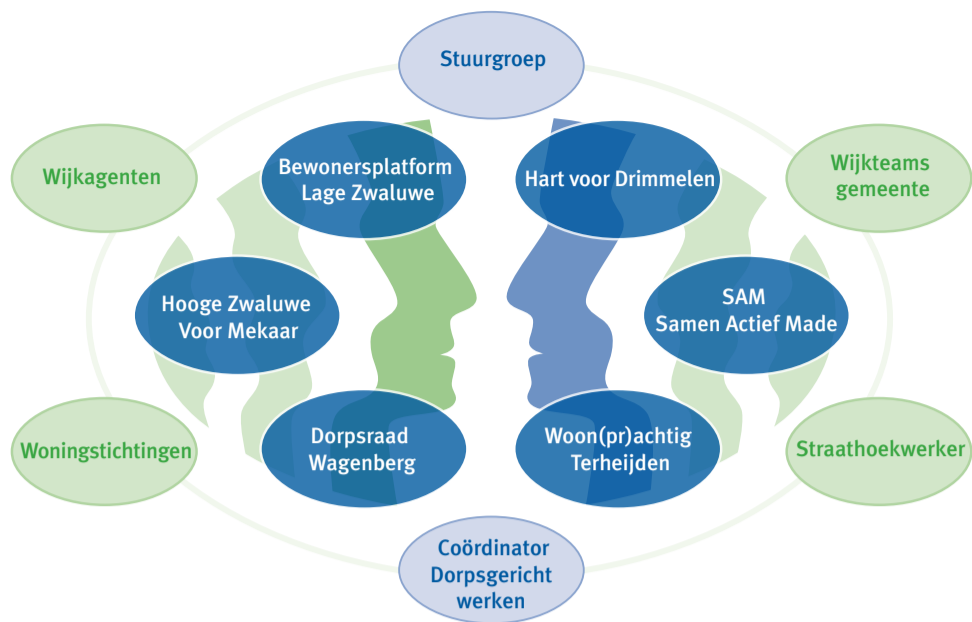 Stuurgroep
Wijkagenten
Bewonersplatform
Lage Zwaluwe
Hart voor Drimmelen
Wijkteams
gemeente
Hooge Zwaluwe
Voor Mekaar
SAM
Samen Actief Made
Woningstichtingen
Dorpsraad
Wagenberg
Woon(pr)achtig
Terheijden
Straathoekwerker
Coördinator
Dorpsgericht
werken